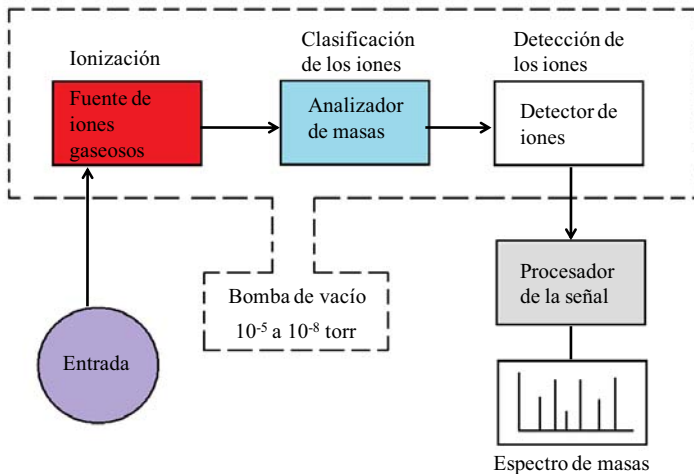 Ionización
Fuente de
iones
gaseosos
Clasificación
de los iones
Analizador
de masas
Detección de
los iones
Detector de
iones
Bomba de vacío
10⁻⁵ a 10⁻⁸ torr
Entrada
Procesador
de la señal
Espectro de masas